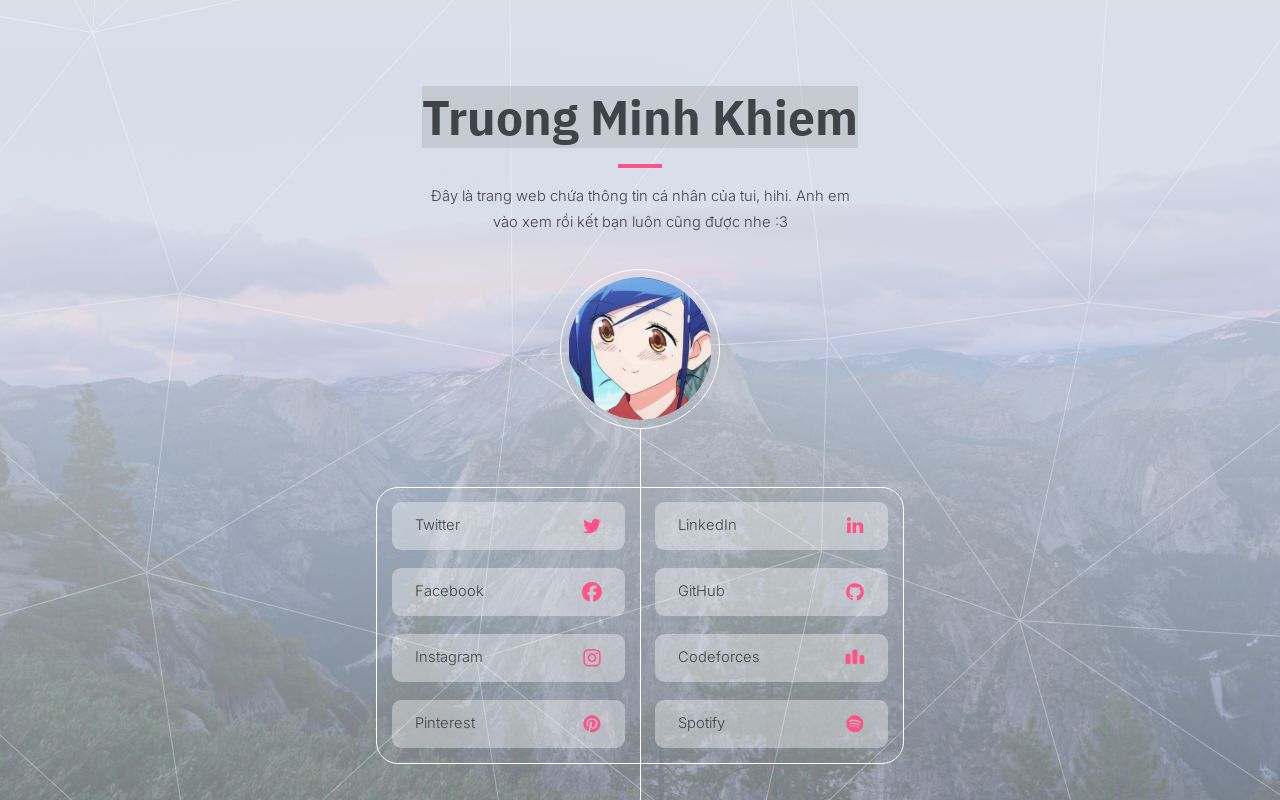 Truong Minh Khiem
Đây là trang web chứa thông tin cá nhân của tui, hihi. Anh em
vào xem rồi kết bạn luôn cũng được nhe :3
Twitter
LinkedIn
Facebook
GitHub
Instagram
Codeforces
Pinterest
Spotify